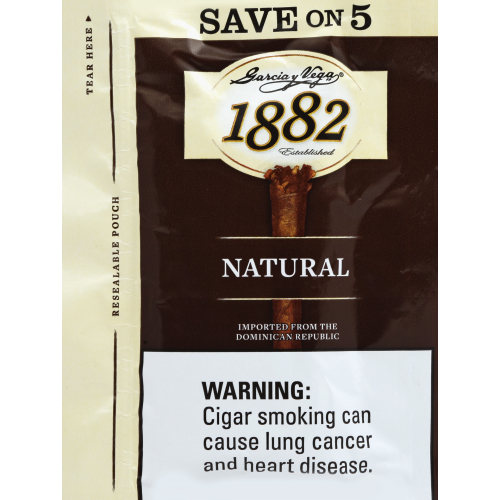 SAVE ON 5
TEAR HERE
Garcia y Vega®
1882
Established
RESEALABLE POUCH
NATURAL
IMPORTED FROM THE
DOMINICAN REPUBLIC
WARNING:
Cigar smoking can
cause lung cancer
and heart disease.